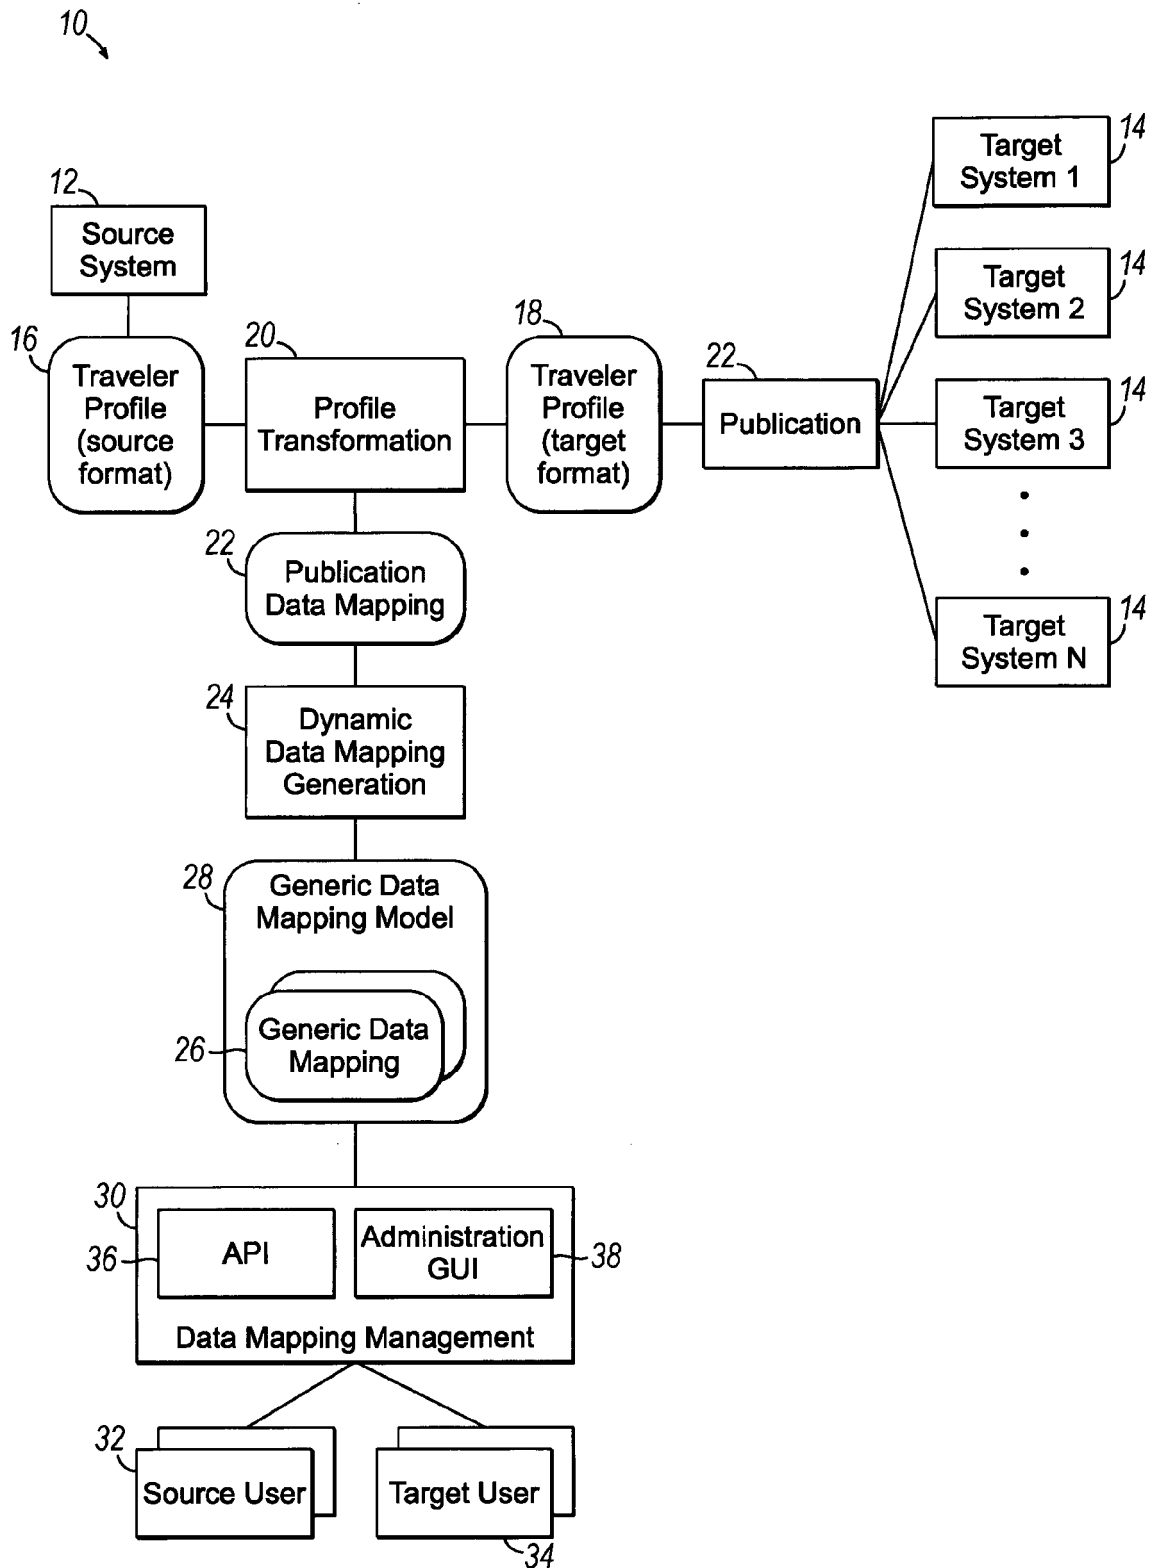 10
14
Target
System 1
12
Source
System
14
Target
System 2
16
Traveler
Profile
(source
format)
20
Profile
Transformation
18
Traveler
Profile
(target
format)
22
Publication
14
Target
System 3
22
Publication
Data Mapping
14
Target
System N
24
Dynamic
Data Mapping
Generation
28
Generic Data
Mapping Model
26
Generic Data
Mapping
30
36
API
Administration
GUI
38
Data Mapping Management
32
Source User
Target User
34